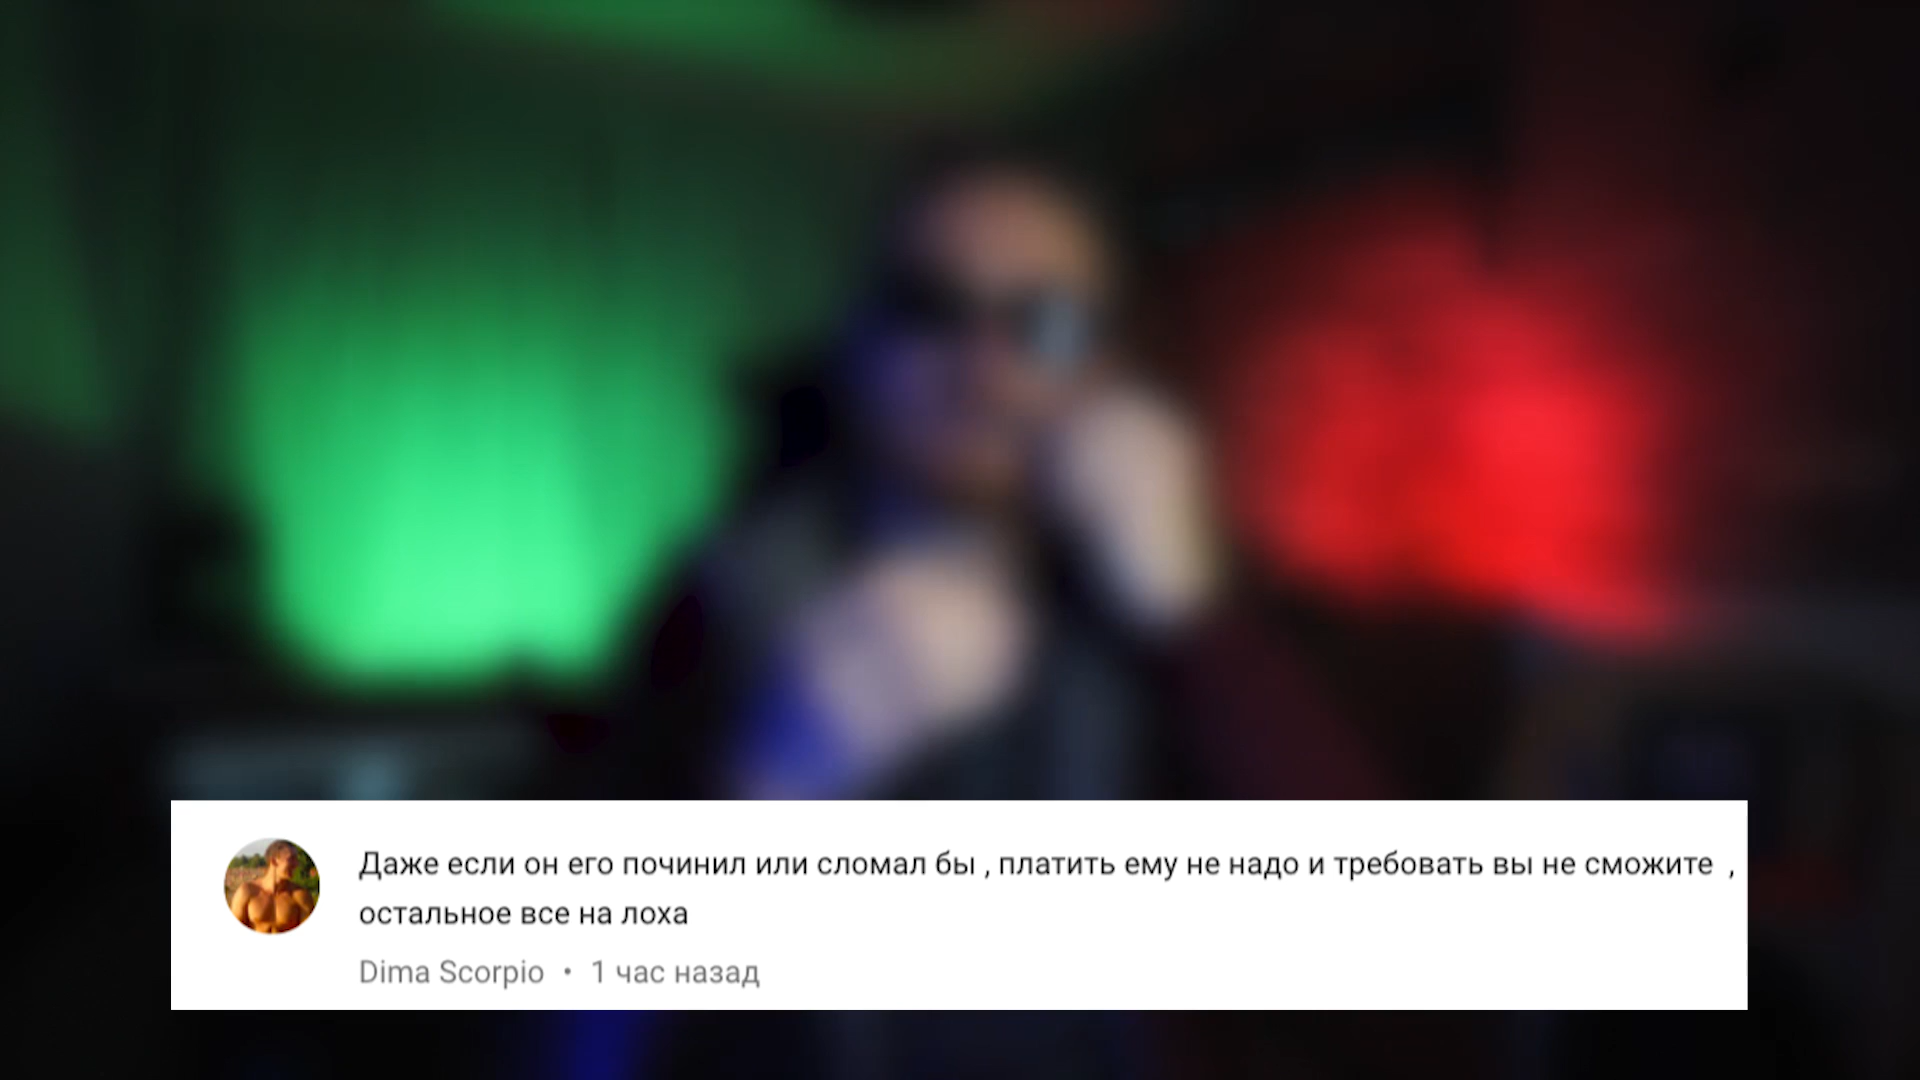 Даже если он его починил или сломал бы , платить ему не надо и требовать вы не сможите ,
остальное все на лоха
Dima Scorpio • 1 час назад